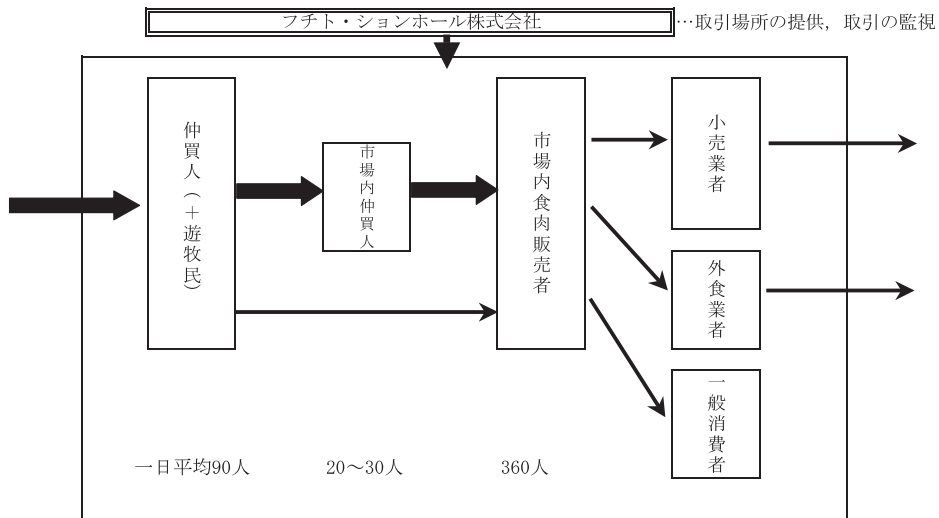 フチト・ションホール株式会社
…取引場所の提供，取引の監視
仲買人（＋遊牧民）
市場内仲買人
市場内食肉販売者
小売業者
外食業者
一般消費者
一日平均90人
20～30人
360人